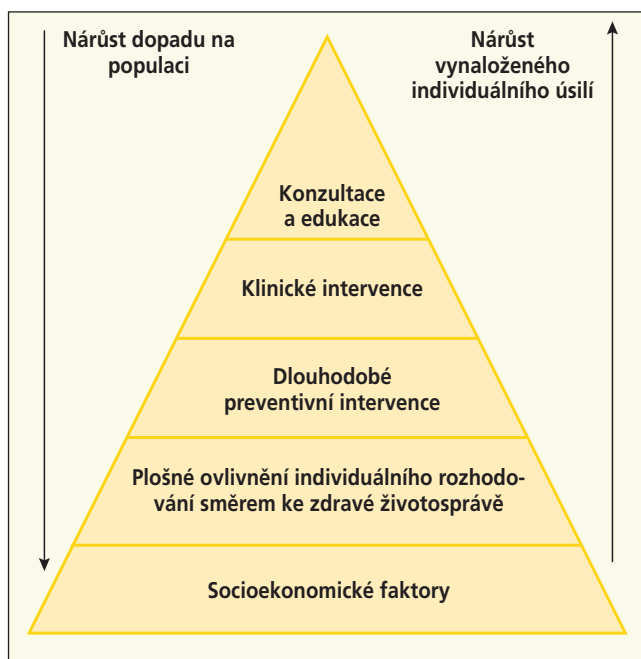 Nárůst dopadu na
populaci
Nárůst
vynaloženého
individuálního úsilí
Konzultace
a edukace
Klinické intervence
Dlouhodobé
preventivní intervence
Plošné ovlivnění individuálního rozhodo-
vání směrem ke zdravé životosprávě
Socioekonomické faktory